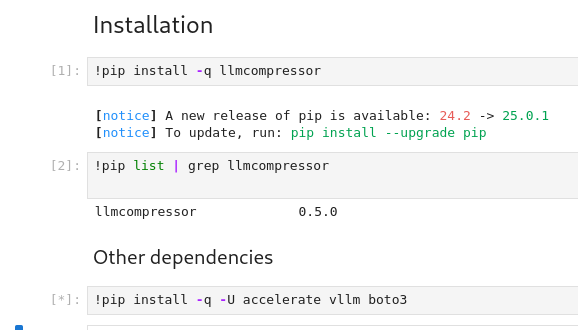 Installation
[1]: !pip install -q llmcompressor
[notice] A new release of pip is available: 24.2 -> 25.0.1
[notice] To update, run: pip install --upgrade pip
[2]: !pip list | grep llmcompressor
llmcompressor 0.5.0
Other dependencies
[*]: !pip install -q -U accelerate vllm boto3